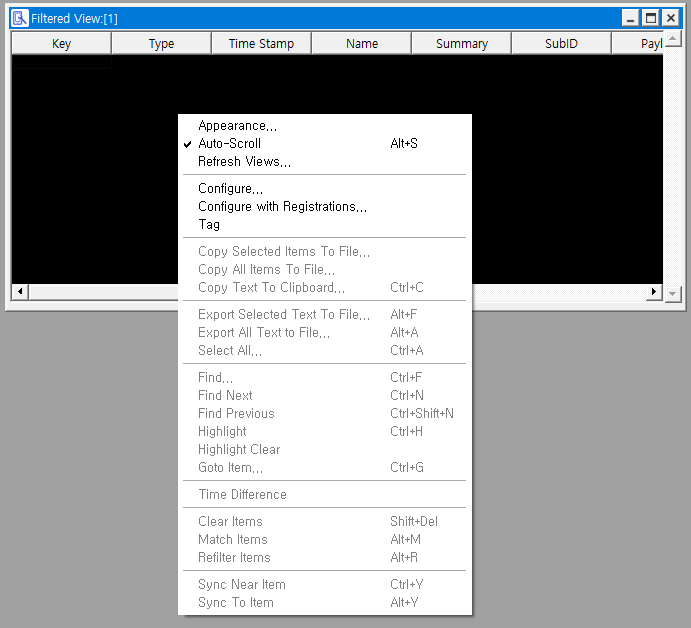 Filtered View:[1]
Key Type Time Stamp Name Summary SubID Payl
Appearance...
Auto-Scroll Alt+S
Refresh Views...
Configure...
Configure with Registrations...
Tag
Copy Selected Items To File...
Copy All Items To File...
Copy Text To Clipboard... Ctrl+C
Export Selected Text To File... Alt+F
Export All Text to File... Alt+A
Select All... Ctrl+A
Find... Ctrl+F
Find Next Ctrl+N
Find Previous Ctrl+Shift+N
Highlight Ctrl+H
Highlight Clear
Goto Item... Ctrl+G
Time Difference
Clear Items Shift+Del
Match Items Alt+M
Refilter Items Alt+R
Sync Near Item Ctrl+Y
Sync To Item Alt+Y